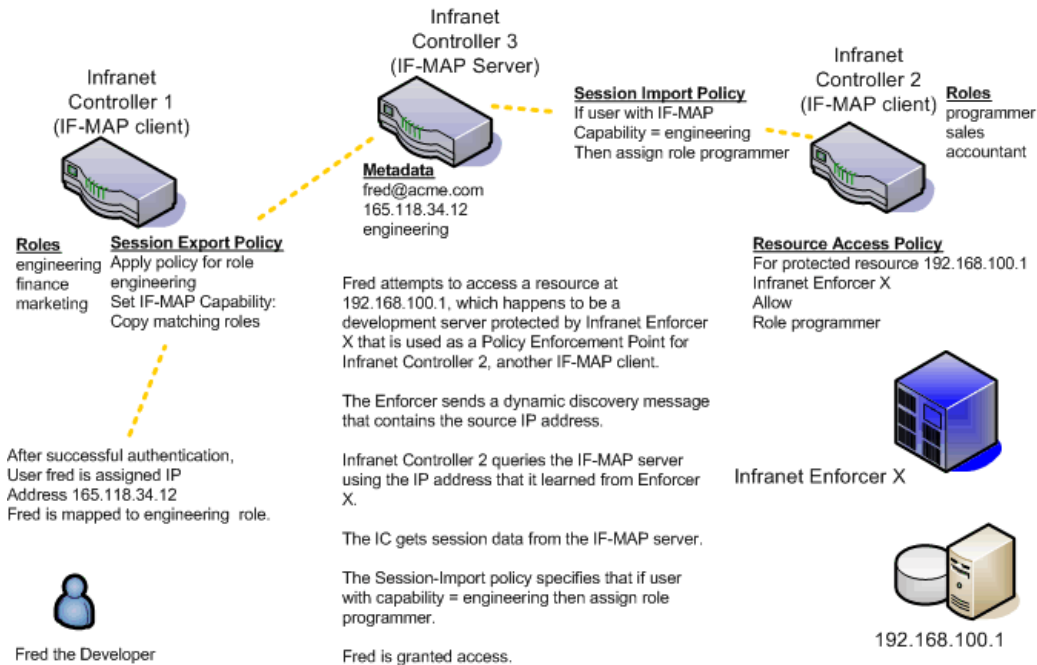 Infranet
Controller 1
(IF-MAP client)
Infranet
Controller 3
(IF-MAP Server)
Infranet
Controller 2
(IF-MAP client)
Roles
programmer
sales
accountant
Session Import Policy
If user with IF-MAP
Capability = engineering
Then assign role programmer
Metadata
fred@acme.com
165.118.34.12
engineering
Roles
engineering
finance
marketing
Session Export Policy
Apply policy for role
engineering
Set IF-MAP Capability:
Copy matching roles
Resource Access Policy
For protected resource 192.168.100.1
Infranet Enforcer X
Allow
Role programmer
Fred attempts to access a resource at
192.168.100.1, which happens to be a
development server protected by Infranet Enforcer
X that is used as a Policy Enforcement Point for
Infranet Controller 2, another IF-MAP client.
The Enforcer sends a dynamic discovery message
that contains the source IP address.
Infranet Controller 2 queries the IF-MAP server
using the IP address that it learned from Enforcer
X.
The IC gets session data from the IF-MAP server.
The Session-Import policy specifies that if user
with capability = engineering then assign role
programmer.
Fred is granted access.
After successful authentication,
User fred is assigned IP
Address 165.118.34.12
Fred is mapped to engineering role.
Fred the Developer
Infranet Enforcer X
192.168.100.1